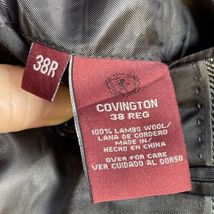 38R
COVINGTON
38 REG
100% LAMBS WOOL/
LANA DE CORDERO
MADE IN/
HECHO EN CHINA
OVER FOR CARE
VER CUIDADO AL DORSO